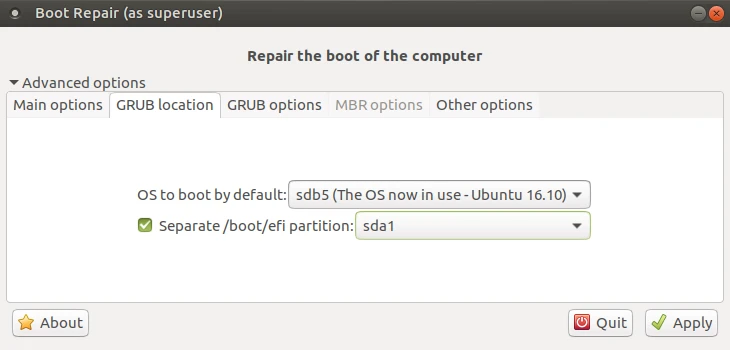 Boot Repair (as superuser)
Repair the boot of the computer
Advanced options
Main options GRUB location GRUB options MBR options Other options
OS to boot by default: sdb5 (The OS now in use - Ubuntu 16.10)
Separate /boot/efi partition: sda1
About Quit Apply